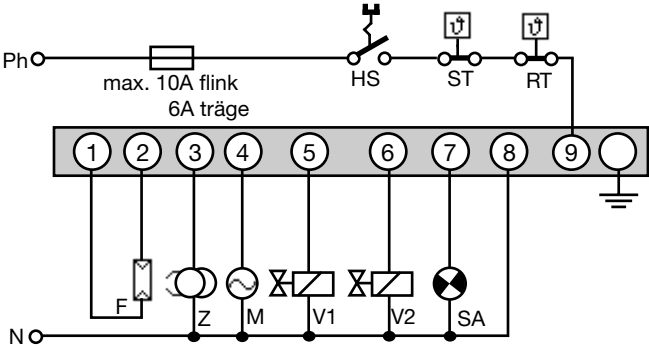 ϑ ϑ
Ph
HS ST RT
max. 10A flink
6A träge
1 2 3 4 5 6 7 8 9
F Z M V1 V2 SA
N